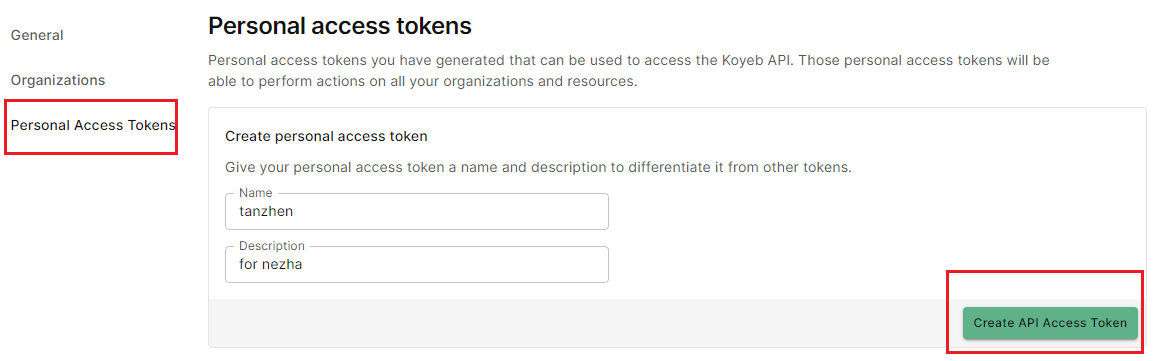 General
Organizations
Personal Access Tokens
Personal access tokens
Personal access tokens you have generated that can be used to access the Koyeb API. Those personal access tokens will be
able to perform actions on all your organizations and resources.
Create personal access token
Give your personal access token a name and description to differentiate it from other tokens.
Name
tanzhen
Description
for nezha
Create API Access Token